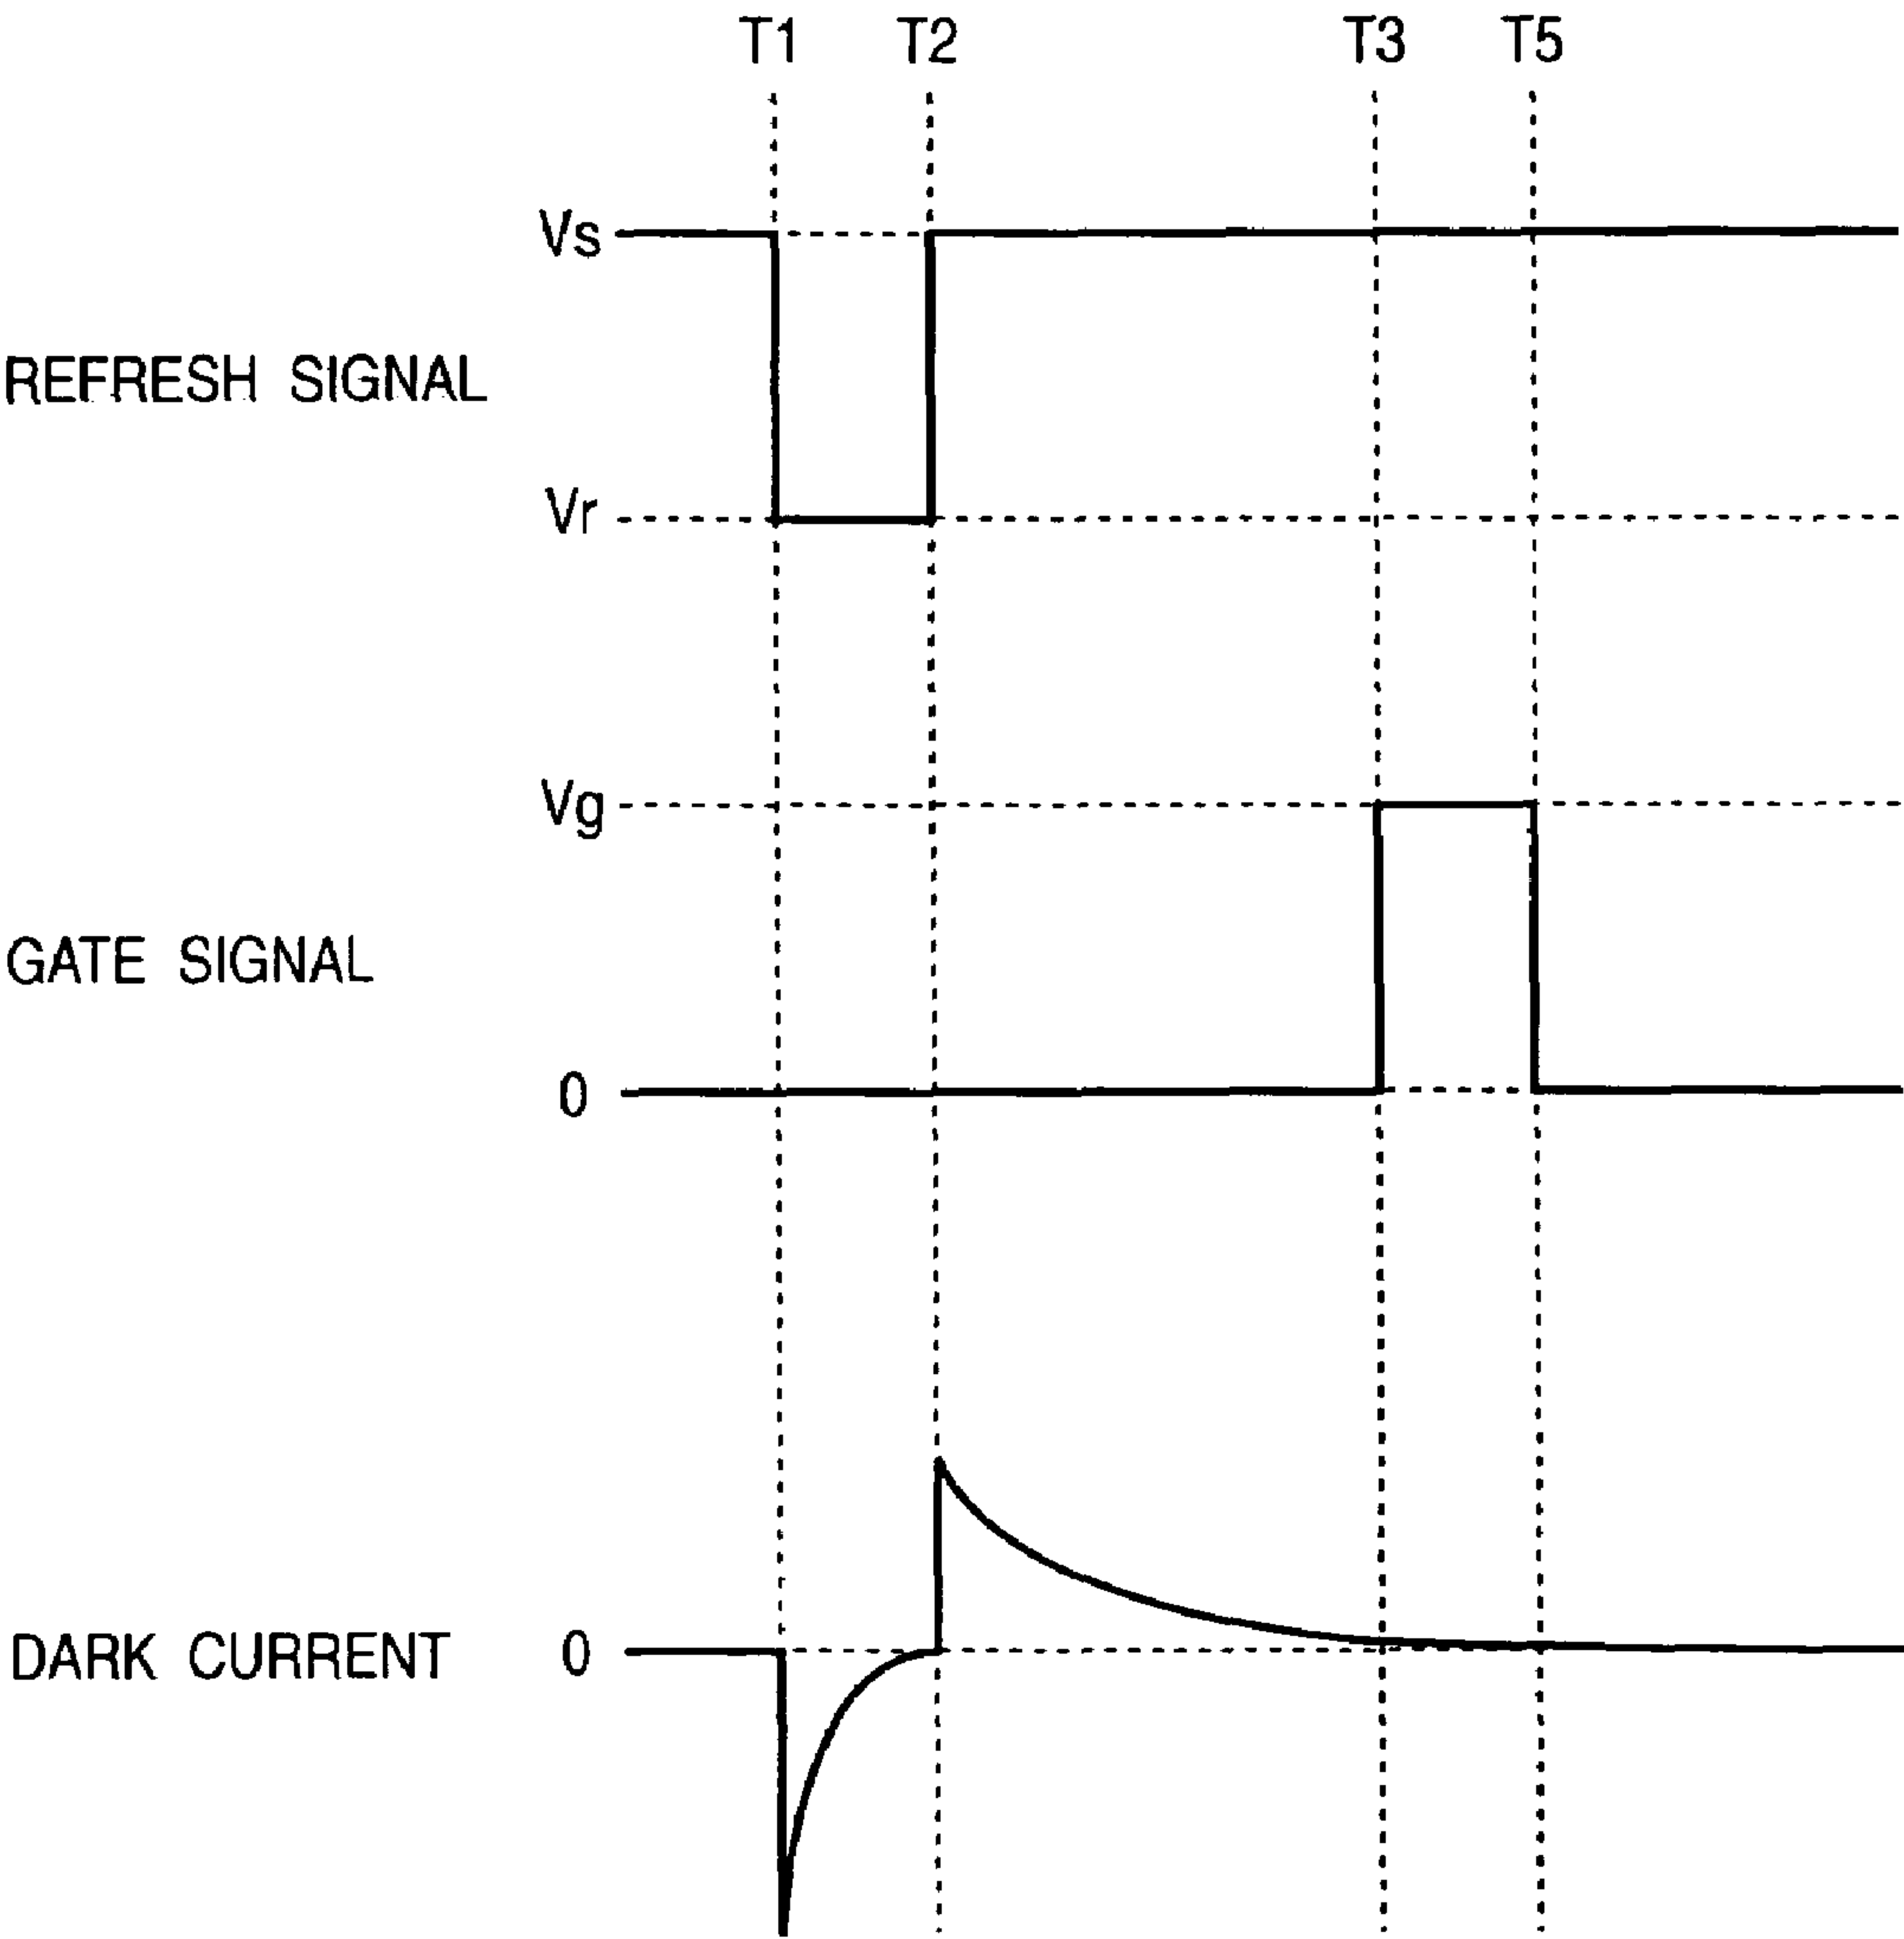 T1 T2 T3 T5
Vs
REFRESH SIGNAL
Vr
Vg
GATE SIGNAL
0
DARK CURRENT 0